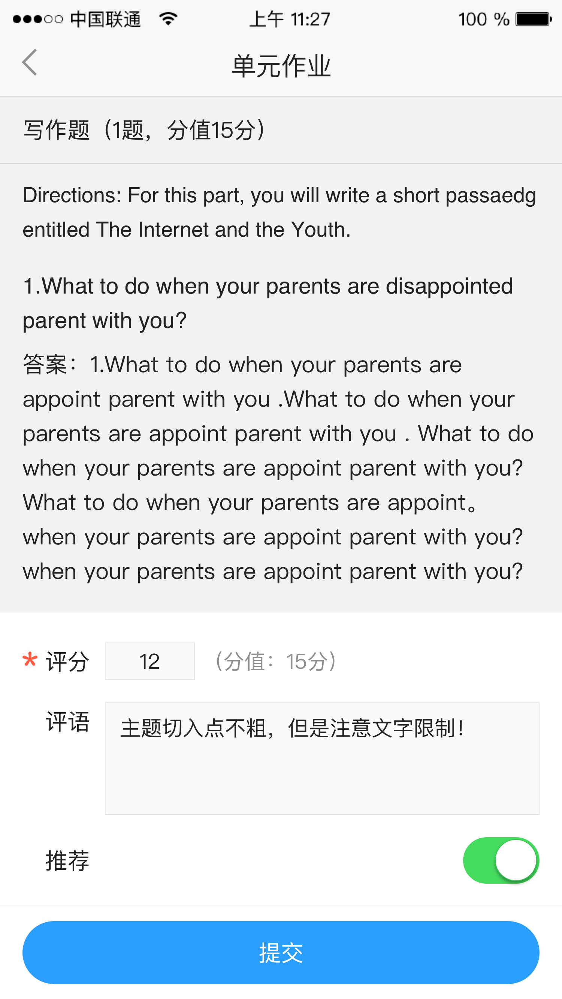 中国联通 上午 11:27 100 %
单元作业
写作题（1题，分值15分）
Directions: For this part, you will write a short passaedg
entitled The Internet and the Youth.
1.What to do when your parents are disappointed
parent with you?
答案：1.What to do when your parents are
appoint parent with you .What to do when your
parents are appoint parent with you . What to do
when your parents are appoint parent with you?
What to do when your parents are appoint。
when your parents are appoint parent with you?
when your parents are appoint parent with you?
* 评分 12 （分值：15分）
评语 主题切入点不粗，但是注意文字限制！
推荐
提交